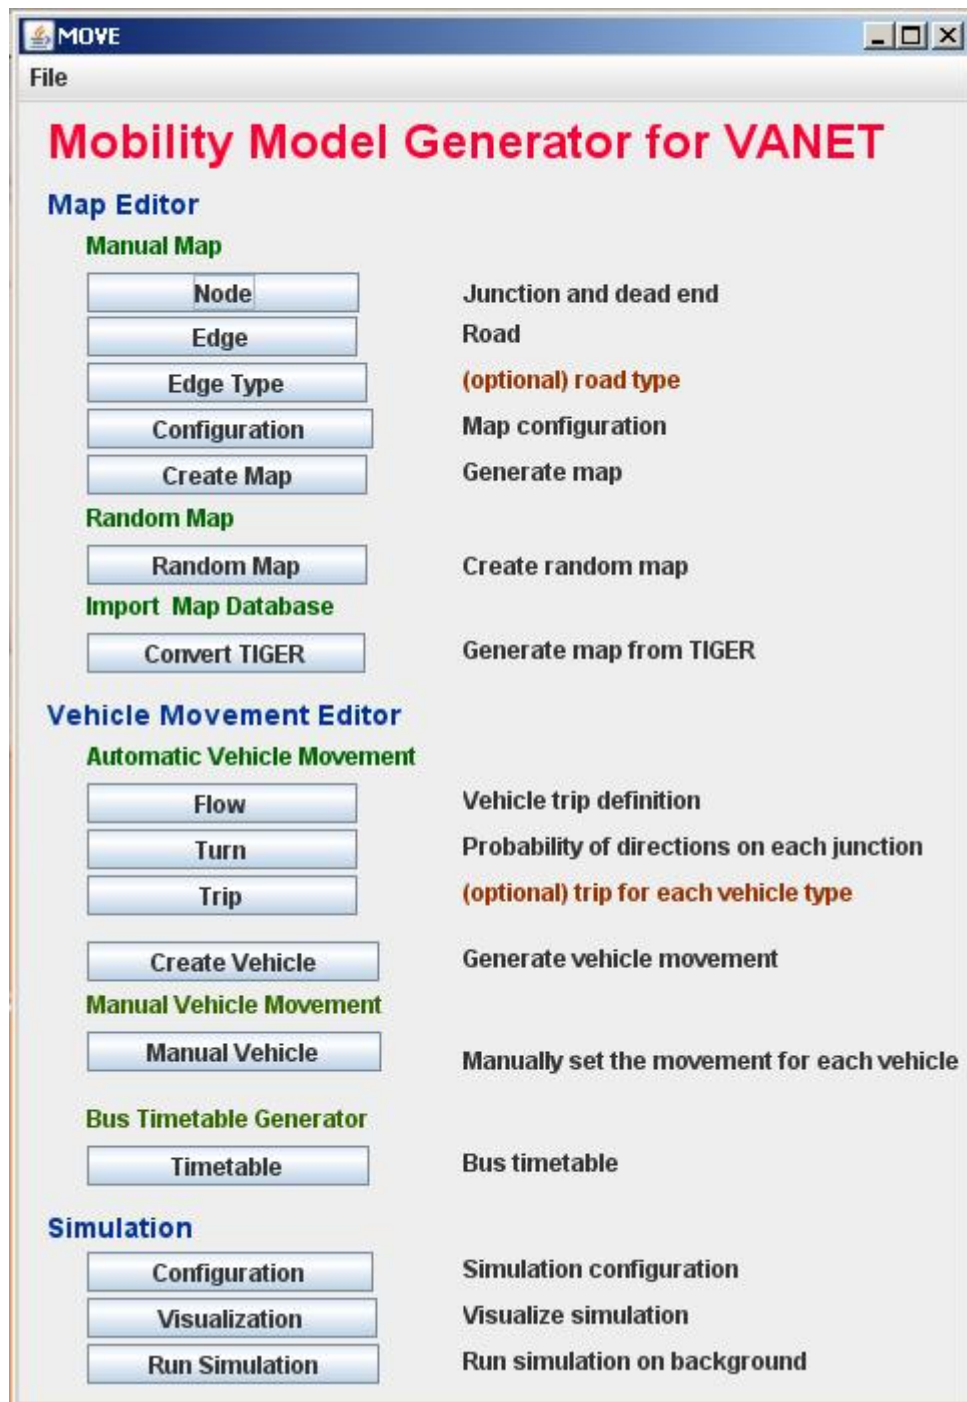 MOVE
File
Mobility Model Generator for VANET
Map Editor
Manual Map
Node Junction and dead end
Edge Road
Edge Type (optional) road type
Configuration Map configuration
Create Map Generate map
Random Map
Random Map Create random map
Import Map Database
Convert TIGER Generate map from TIGER
Vehicle Movement Editor
Automatic Vehicle Movement
Flow Vehicle trip definition
Turn Probability of directions on each junction
Trip (optional) trip for each vehicle type
Create Vehicle Generate vehicle movement
Manual Vehicle Movement
Manual Vehicle Manually set the movement for each vehicle
Bus Timetable Generator
Timetable Bus timetable
Simulation
Configuration Simulation configuration
Visualization Visualize simulation
Run Simulation Run simulation on background